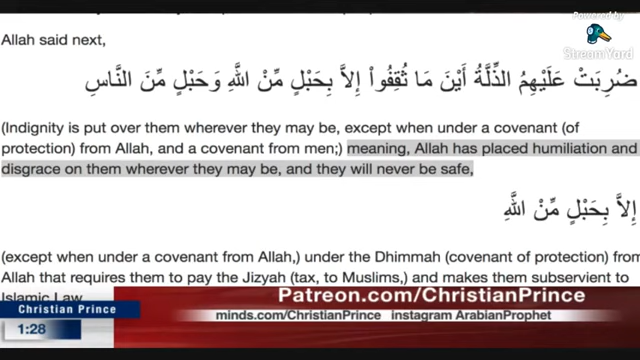 Powered by
StreamYard
Allah said next,
ضُرِبَتْ عَلَيْهِمُ الذِّلَّةُ أَيْنَ مَا ثُقِفُواْ إِلاَّ بِحَبْلٍ مِّنْ اللَّهِ وَحَبْلٍ مِّنَ النَّاسِ
(Indignity is put over them wherever they may be, except when under a covenant (of
protection) from Allah, and a covenant from men;) meaning, Allah has placed humiliation and
disgrace on them wherever they may be, and they will never be safe,
إِلاَّ بِحَبْلٍ مِّنْ اللَّهِ
(except when under a covenant from Allah,) under the Dhimmah (covenant of protection) from
Allah that requires them to pay the Jizyah (tax, to Muslims,) and makes them subservient to
Islamic Law
Patreon.com/ChristianPrince
Christian Prince
minds.com/ChristianPrince instagram ArabianProphet
1:28